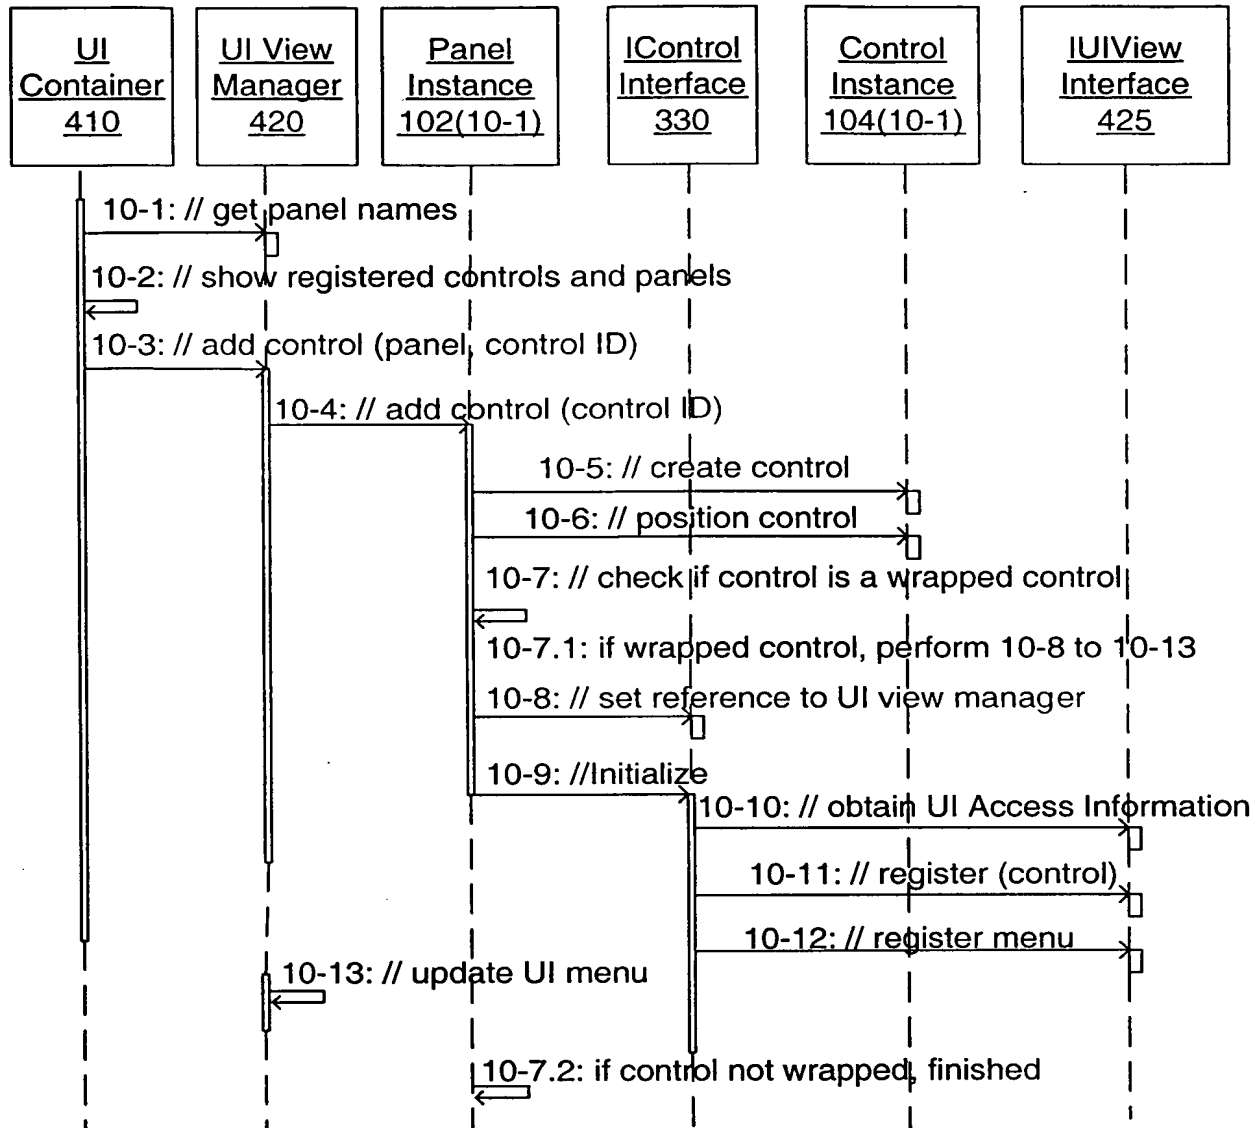 UI
Container
410
UI View
Manager
420
Panel
Instance
102(10-1)
IControl
Interface
330
Control
Instance
104(10-1)
IUIView
Interface
425
10-1: // get panel names
10-2: // show registered controls and panels
10-3: // add control (panel, control ID)
10-4: // add control (control ID)
10-5: // create control
10-6: // position control
10-7: // check if control is a wrapped control
10-7.1: if wrapped control, perform 10-8 to 10-13
10-8: // set reference to UI view manager
10-9: //Initialize
10-10: // obtain UI Access Information
10-11: // register (control)
10-12: // register menu
10-13: // update UI menu
10-7.2: if control not wrapped, finished